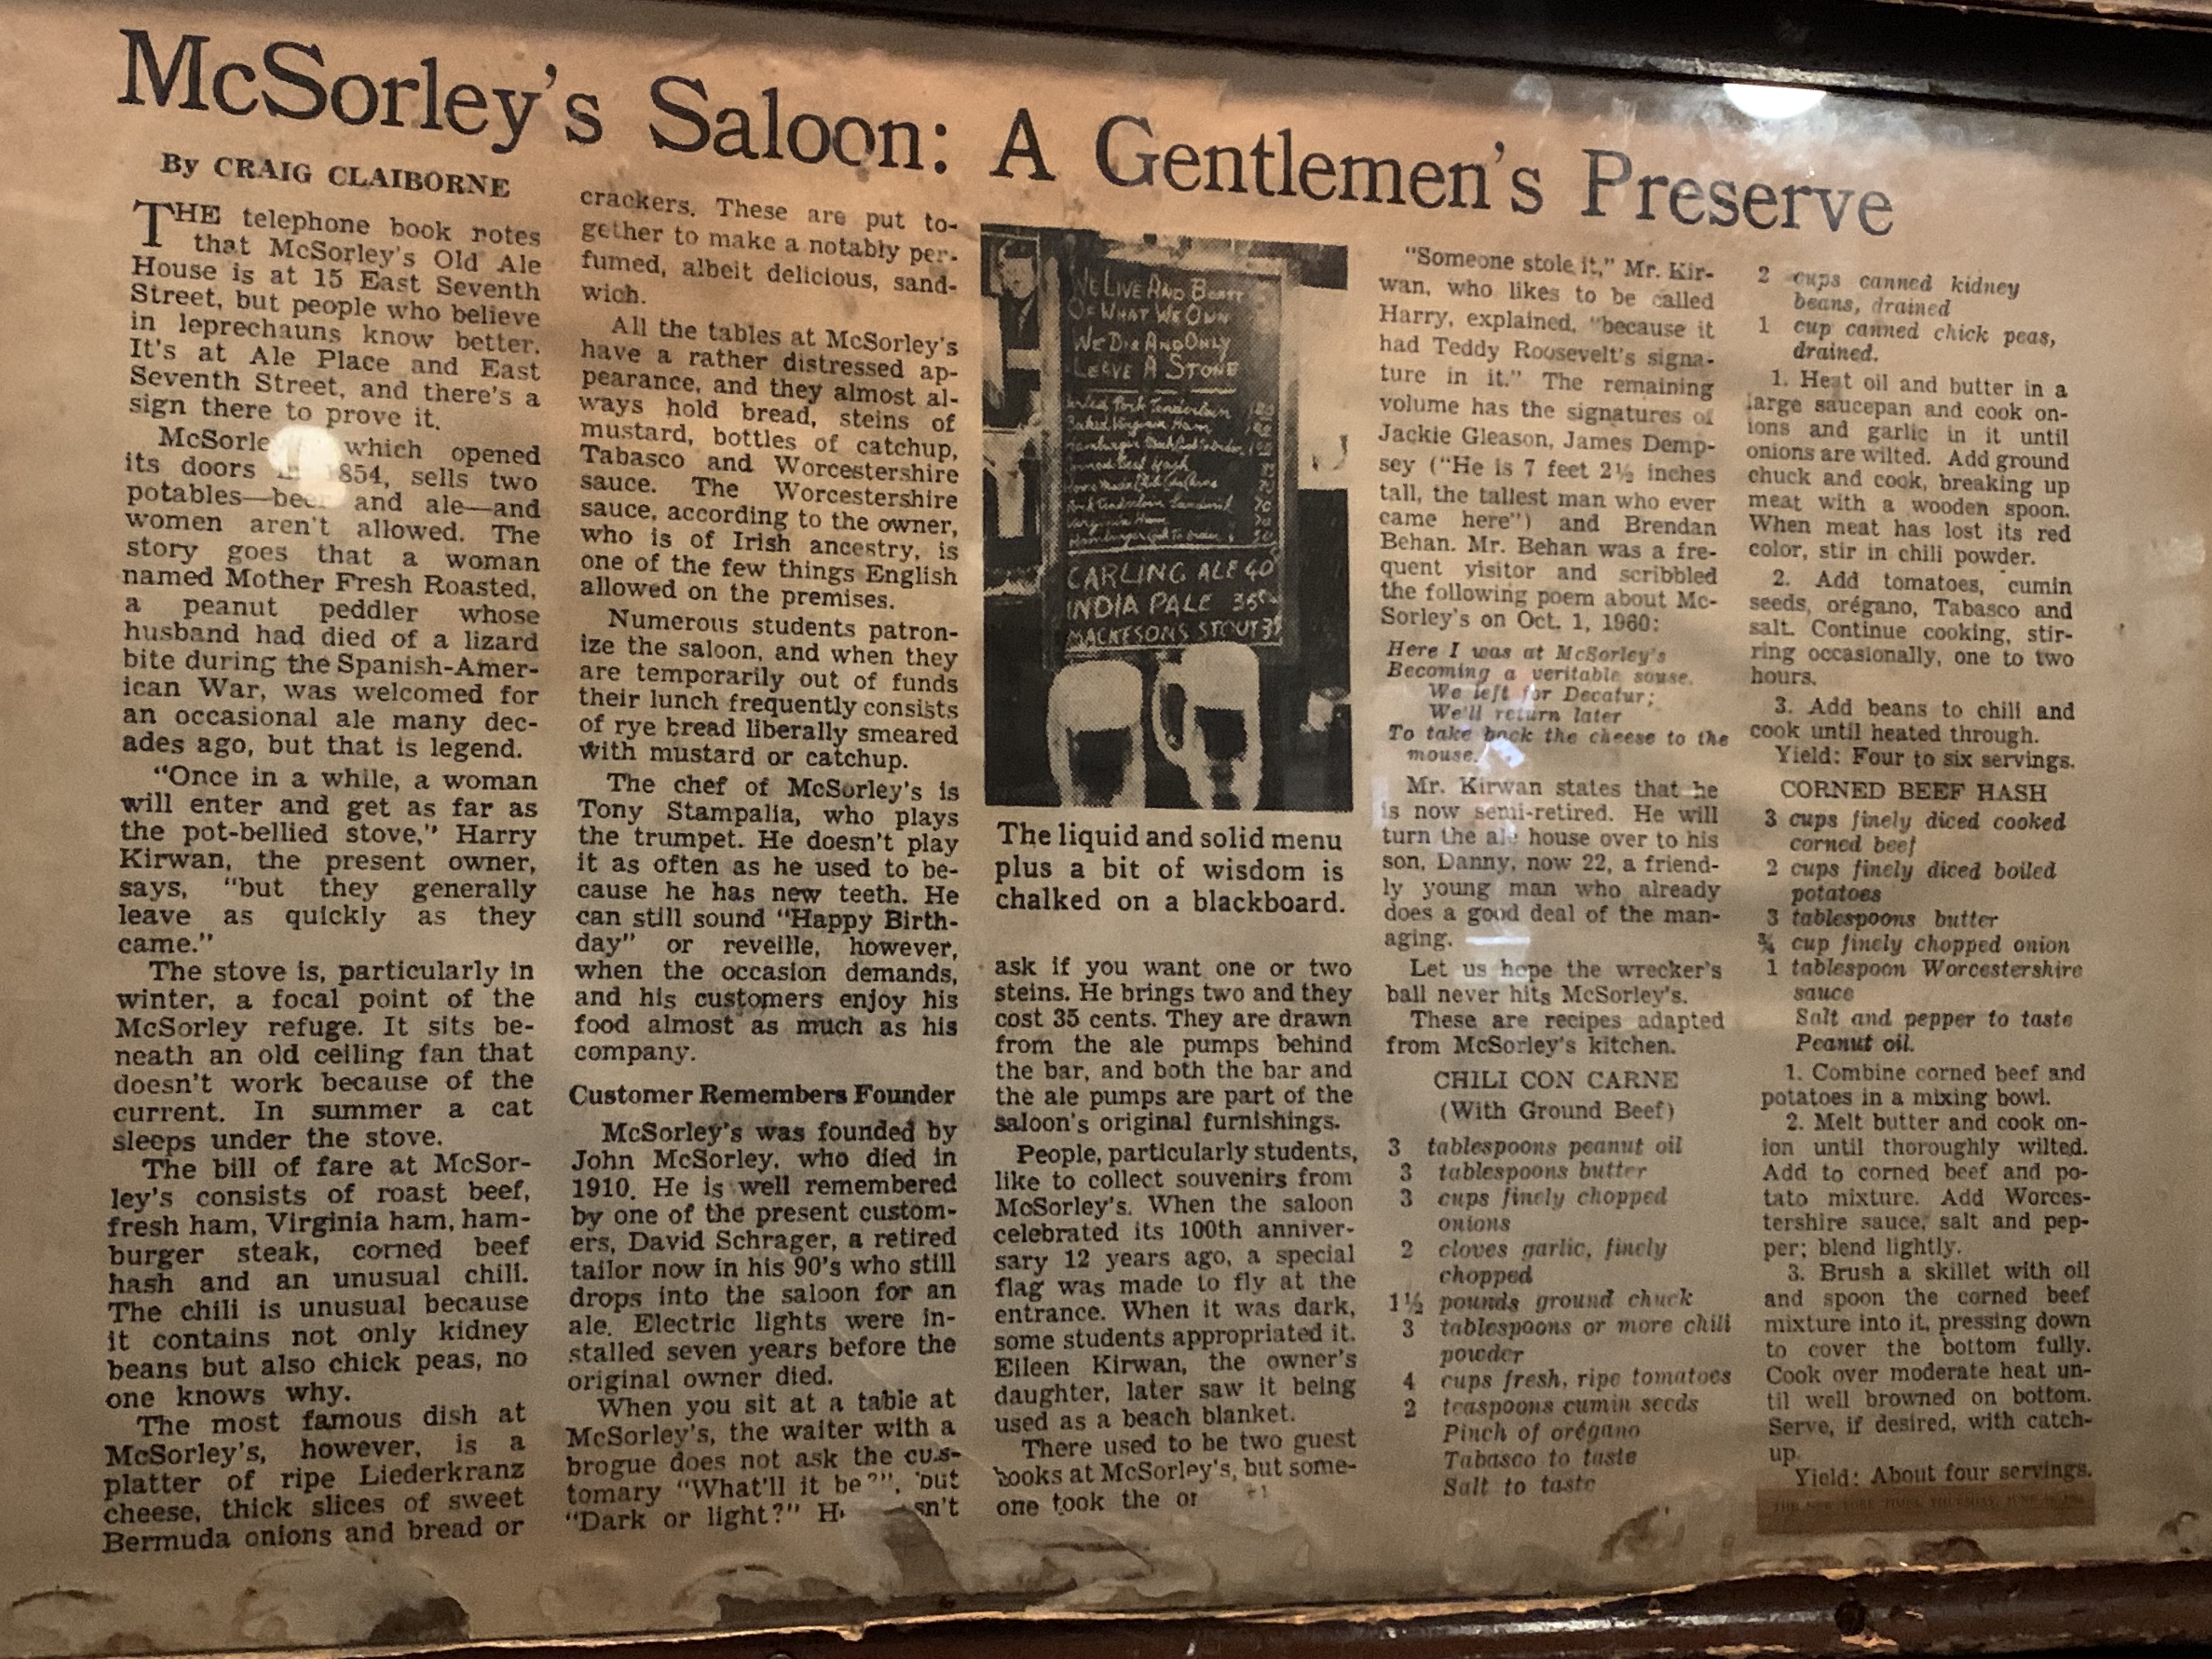 McSorley's Saloon: A Gentlemen's Preserve
By CRAIG CLAIBORNE
THE telephone book notes
that McSorley's Old Ale
House is at 15 East Seventh
Street, but people who believe
in leprechauns know better.
It's at Ale Place and East
Seventh Street, and there's a
sign there to prove it.
McSorle which opened
its doors 854, sells two
potables—beer and ale—and
women aren't allowed. The
story goes that a woman
named Mother Fresh Roasted,
a peanut peddler whose
husband had died of a lizard
bite during the Spanish-Amer-
ican War, was welcomed for
an occasional ale many dec-
ades ago, but that is legend.
"Once in a while, a woman
will enter and get as far as
the pot-bellied stove," Harry
Kirwan, the present owner,
says, "but they generally
leave as quickly as they
came."
The stove is, particularly in
winter, a focal point of the
McSorley refuge. It sits be-
neath an old ceiling fan that
doesn't work because of the
current. In summer a cat
sleeps under the stove.
The bill of fare at McSor-
ley's consists of roast beef,
fresh ham, Virginia ham, ham-
burger steak, corned beef
hash and an unusual chili.
The chili is unusual because
it contains not only kidney
beans but also chick peas, no
one knows why.
The most famous dish at
McSorley's, however, is a
platter of ripe Liederkranz
cheese, thick slices of sweet
Bermuda onions and bread or
crackers. These are put to-
gether to make a notably per-
fumed, albeit delicious, sand-
wich.
All the tables at McSorley's
have a rather distressed ap-
pearance, and they almost al-
ways hold bread, steins of
mustard, bottles of catchup,
Tabasco and Worcestershire
sauce. The Worcestershire
sauce, according to the owner,
who is of Irish ancestry, is
one of the few things English
allowed on the premises.
Numerous students patron-
ize the saloon, and when they
are temporarily out of funds
their lunch frequently consists
of rye bread liberally smeared
with mustard or catchup.
The chef of McSorley's is
Tony Stampalia, who plays
the trumpet. He doesn't play
it as often as he used to be-
cause he has new teeth. He
can still sound "Happy Birth-
day" or reveille, however,
when the occasion demands,
and his customers enjoy his
food almost as much as his
company.
Customer Remembers Founder
McSorley's was founded by
John McSorley, who died in
1910. He is well remembered
by one of the present custom-
ers, David Schrager, a retired
tailor now in his 90's who still
drops into the saloon for an
ale. Electric lights were in-
stalled seven years before the
original owner died.
When you sit at a table at
McSorley's, the waiter with a
brogue does not ask the cus-
tomary "What'll it be?", but
"Dark or light?" H sn't
WE LIVE AND BOAST
OF WHAT WE OWN
WE DIE AND ONLY
LEAVE A STONE
Pork Tenderloin
Baked Virginia Ham
Corned Beef Hash
Pork Tenderloin Sandwich 70
Virginia Ham
CARLING ALE 40
INDIA PALE 35¢
MACKESONS STOUT
The liquid and solid menu
plus a bit of wisdom is
chalked on a blackboard.
ask if you want one or two
steins. He brings two and they
cost 35 cents. They are drawn
from the ale pumps behind
the bar, and both the bar and
the ale pumps are part of the
saloon's original furnishings.
People, particularly students,
like to collect souvenirs from
McSorley's. When the saloon
celebrated its 100th anniver-
sary 12 years ago, a special
flag was made to fly at the
entrance. When it was dark,
some students appropriated it.
Eileen Kirwan, the owner's
daughter, later saw it being
used as a beach blanket.
There used to be two guest
books at McSorley's, but some-
one took the or
"Someone stole it," Mr. Kir-
wan, who likes to be called
Harry, explained, "because it
had Teddy Roosevelt's signa-
ture in it." The remaining
volume has the signatures of
Jackie Gleason, James Demp-
sey ("He is 7 feet 2½ inches
tall, the tallest man who ever
came here") and Brendan
Behan. Mr. Behan was a fre-
quent visitor and scribbled
the following poem about Mc-
Sorley's on Oct. 1, 1960:
Here I was at McSorley's
Becoming a veritable souse.
We left for Decatur;
We'll return later
To take back the cheese to the
mouse.
Mr. Kirwan states that he
is now semi-retired. He will
turn the ale house over to his
son, Danny, now 22, a friend-
ly young man who already
does a good deal of the man-
aging.
Let us hope the wrecker's
ball never hits McSorley's.
These are recipes adapted
from McSorley's kitchen.
CHILI CON CARNE
(With Ground Beef)
3 tablespoons peanut oil
3 tablespoons butter
3 cups finely chopped
onions
2 cloves garlic, finely
chopped
1½ pounds ground chuck
3 tablespoons or more chili
powder
4 cups fresh, ripe tomatoes
2 teaspoons cumin seeds
Pinch of orégano
Tabasco to taste
Salt to taste
2 cups canned kidney
beans, drained
1 cup canned chick peas,
drained.
1. Heat oil and butter in a
large saucepan and cook on-
ions and garlic in it until
onions are wilted. Add ground
chuck and cook, breaking up
meat with a wooden spoon.
When meat has lost its red
color, stir in chili powder.
2. Add tomatoes, cumin
seeds, orégano, Tabasco and
salt. Continue cooking, stir-
ring occasionally, one to two
hours.
3. Add beans to chili and
cook until heated through.
Yield: Four to six servings.
CORNED BEEF HASH
3 cups finely diced cooked
corned beef
2 cups finely diced boiled
potatoes
3 tablespoons butter
¾ cup finely chopped onion
1 tablespoon Worcestershire
sauce
Salt and pepper to taste
Peanut oil.
1. Combine corned beef and
potatoes in a mixing bowl.
2. Melt butter and cook on-
ion until thoroughly wilted.
Add to corned beef and po-
tato mixture. Add Worces-
tershire sauce, salt and pep-
per; blend lightly.
3. Brush a skillet with oil
and spoon the corned beef
mixture into it, pressing down
to cover the bottom fully.
Cook over moderate heat un-
til well browned on bottom.
Serve, if desired, with catch-
up.
Yield: About four servings.
THE NEW YORK TIMES, THURSDAY, JUNE